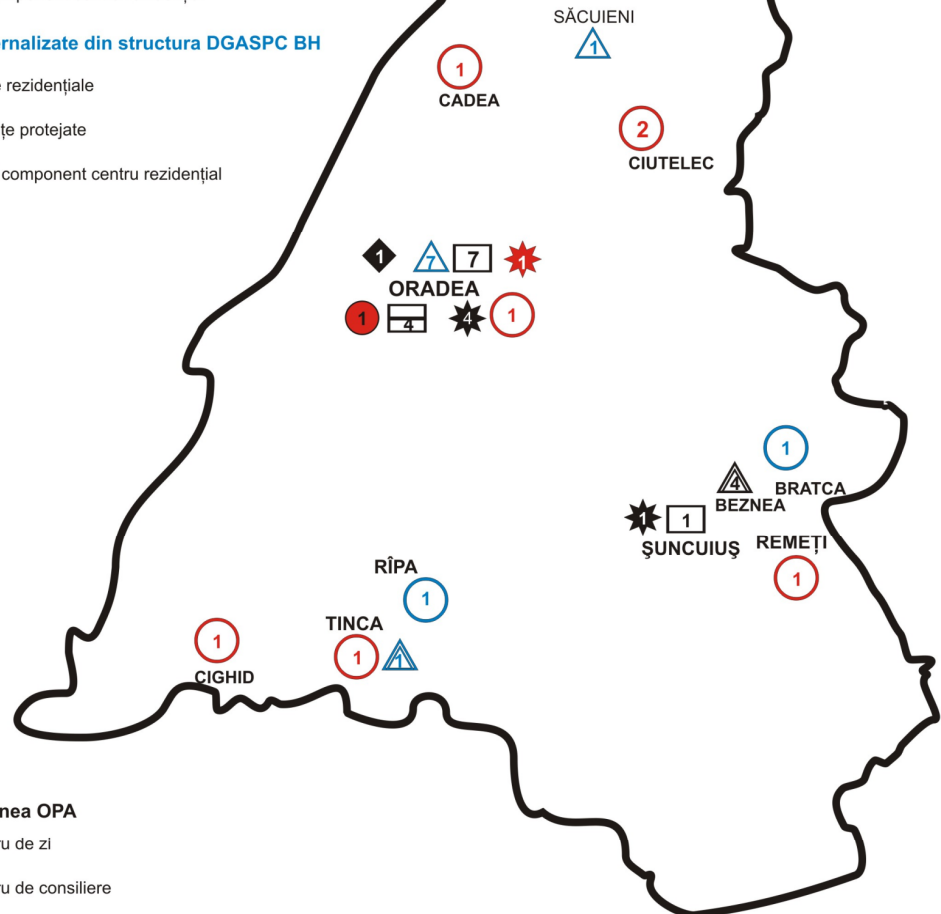 SĂCUIENI
1
rnalizate din structura DGASPC BH
1
CADEA
rezidențiale
2
țe protejate
CIUTELEC
component centru rezidențial
1 7 7 1
ORADEA
1 4 4 1
1
4
BRATCA
BEZNEA
1 1
ŞUNCUIUŞ
REMEȚI
1
RÎPA
1
TINCA
1 1
1
CIGHID
nea OPA
u de zi
u de consiliere